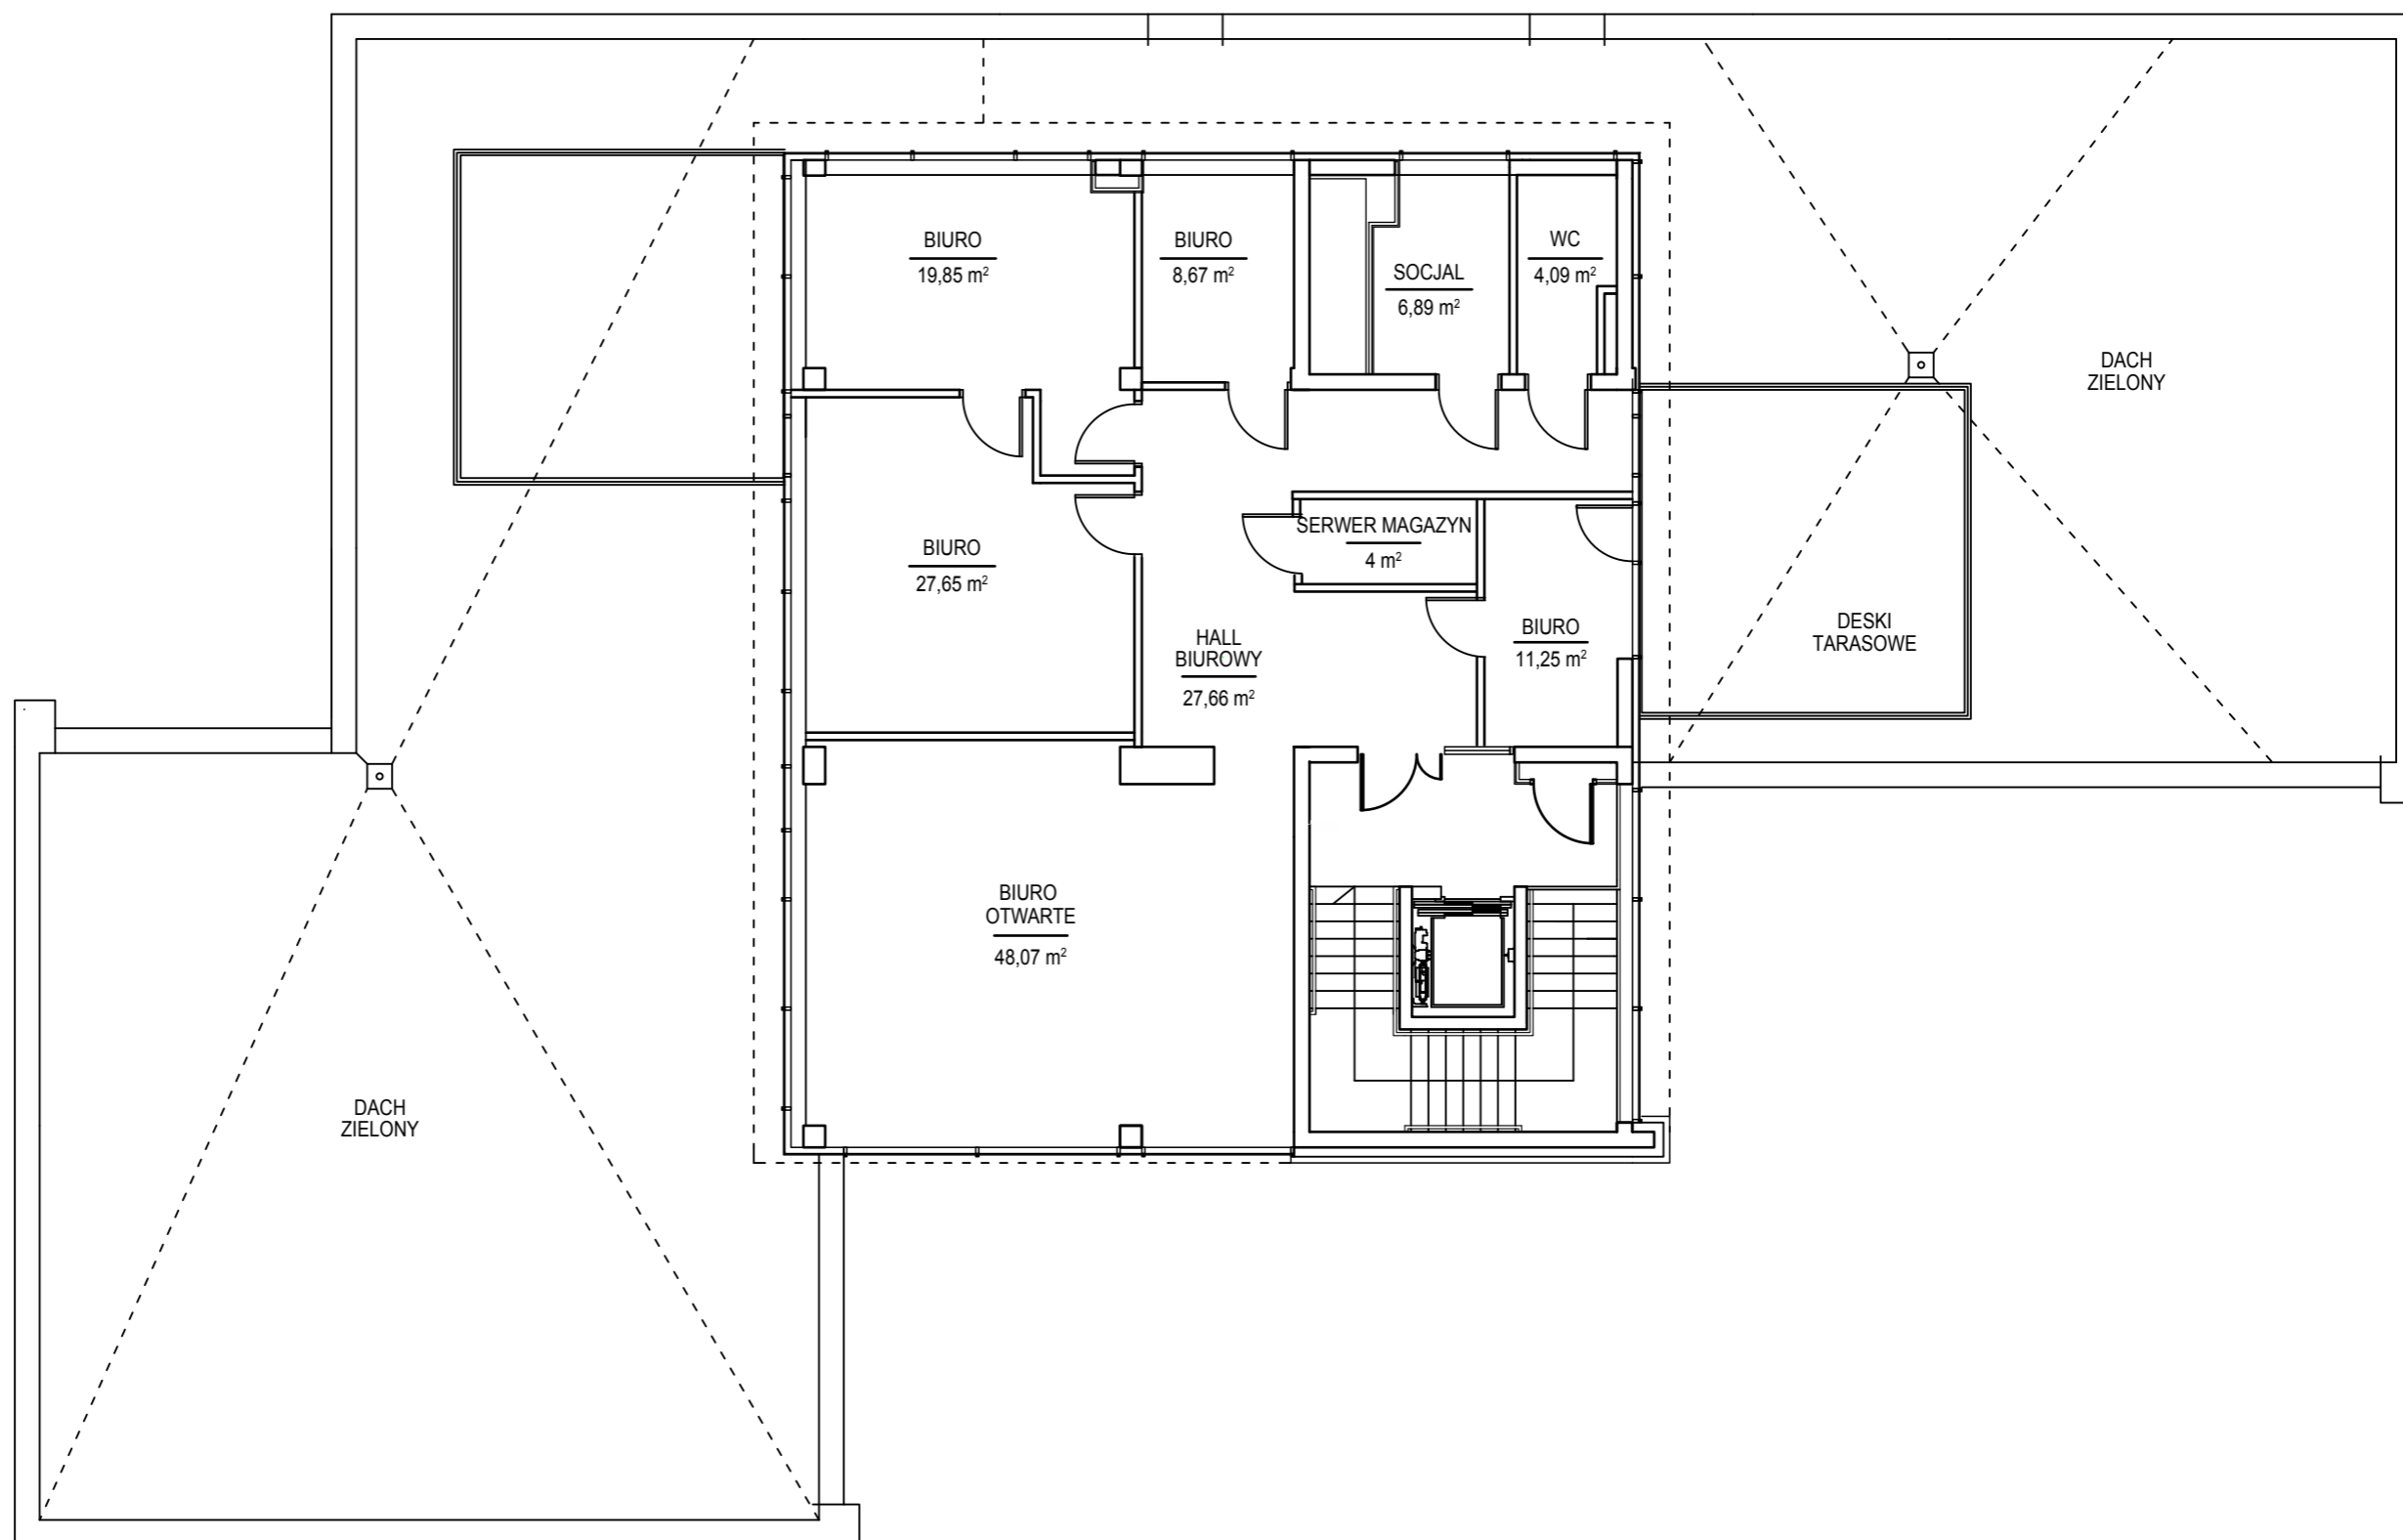 BIURO
19,85 m²
BIURO
8,67 m²
SOCJAL
6,89 m²
WC
4,09 m²
DACH
ZIELONY
BIURO
27,65 m²
SERWER MAGAZYN
4 m²
HALL
BIUROWY
27,66 m²
BIURO
11,25 m²
DESKI
TARASOWE
BIURO
OTWARTE
48,07 m²
DACH
ZIELONY